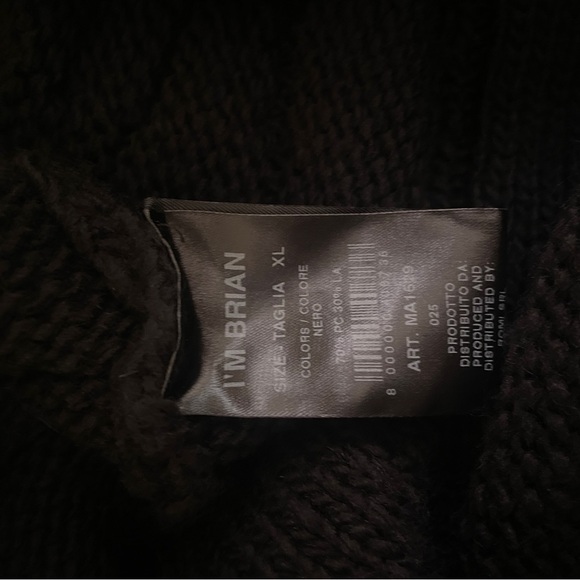 I'M BRIAN
SIZE / TAGLIA XL
COLORS / COLORE
NERO
70% PC 30% LA
ART. MA1539
025
PRODOTTO
DISTRIBUITO DA:
PRODUCED AND
DISTRIBUTED BY: